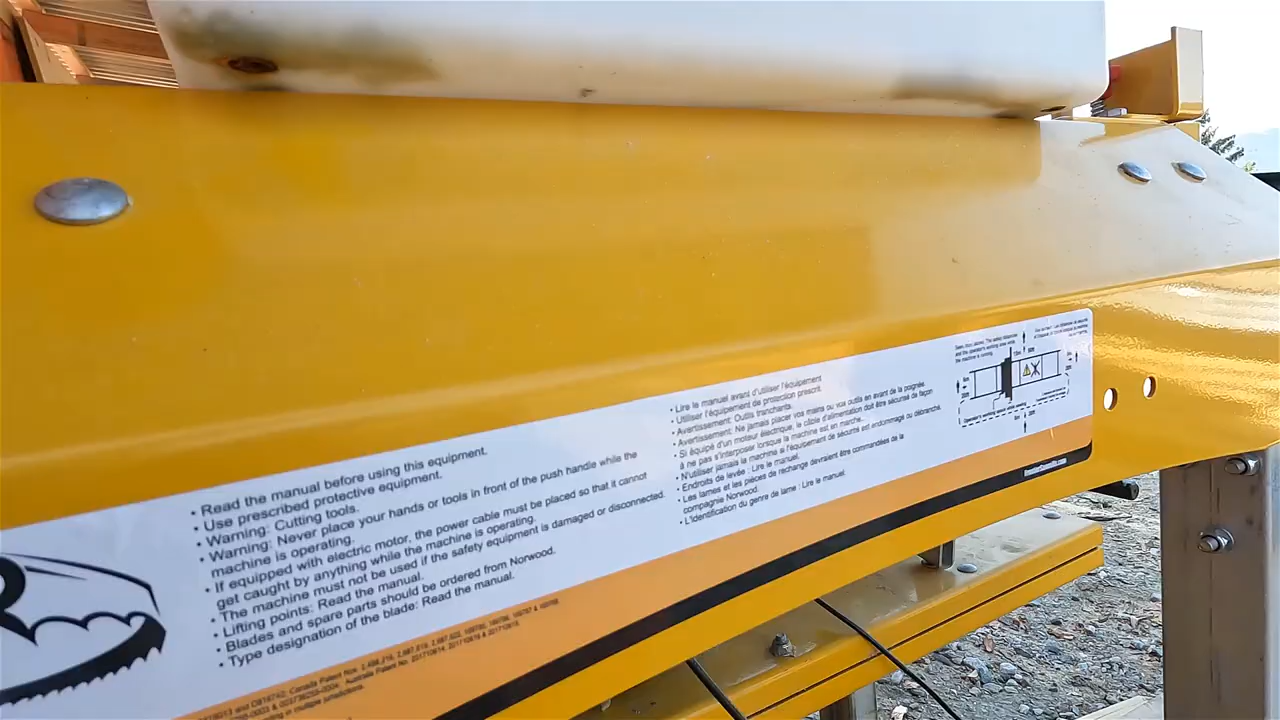 • Read the manual before using this equipment.
• Use prescribed protective equipment.
• Warning: Cutting tools.
• Warning: Never place your hands or tools in front of the push handle while the
machine is operating.
• If equipped with electric motor, the power cable must be placed so that it cannot
get caught by anything while the machine is operating.
• The machine must not be used if the safety equipment is damaged or disconnected.
• Lifting points: Read the manual.
• Blades and spare parts should be ordered from Norwood.
• Type designation of the blade: Read the manual.
• Lire le manuel avant d'utiliser l'équipement
• Utiliser l'équipement de protection prescrit.
• Avertissement: Outils tranchants.
• Avertissement: Ne jamais placer vos mains ou vos outils en avant de la poignée.
• Si équipé d'un moteur électrique, le câble d'alimentation doit être sécurisé de façon
à ne pas s'interposer lorsque la machine est en marche.
• N'utiliser jamais la machine si l'équipement de sécurité est endommagé ou débranché.
• Endroits de levée : Lire le manuel.
• Les lames et les pièces de rechange devraient être commandées de la
compagnie Norwood.
• L'identification du genre de lame : Lire le manuel.